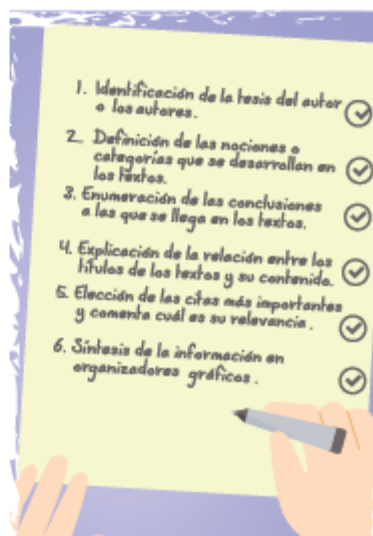 1. Identificación de la tesis del autor
o los autores.
2. Definición de las nociones o
categorías que se desarrollan en
los textos.
3. Enumeración de las conclusiones
a las que se llega en los textos.
4. Explicación de la relación entre los
títulos de los textos y su contenido.
5. Elección de las citas más importantes
y comenta cuál es su relevancia.
6. Síntesis de la información en
organizadores gráficos.